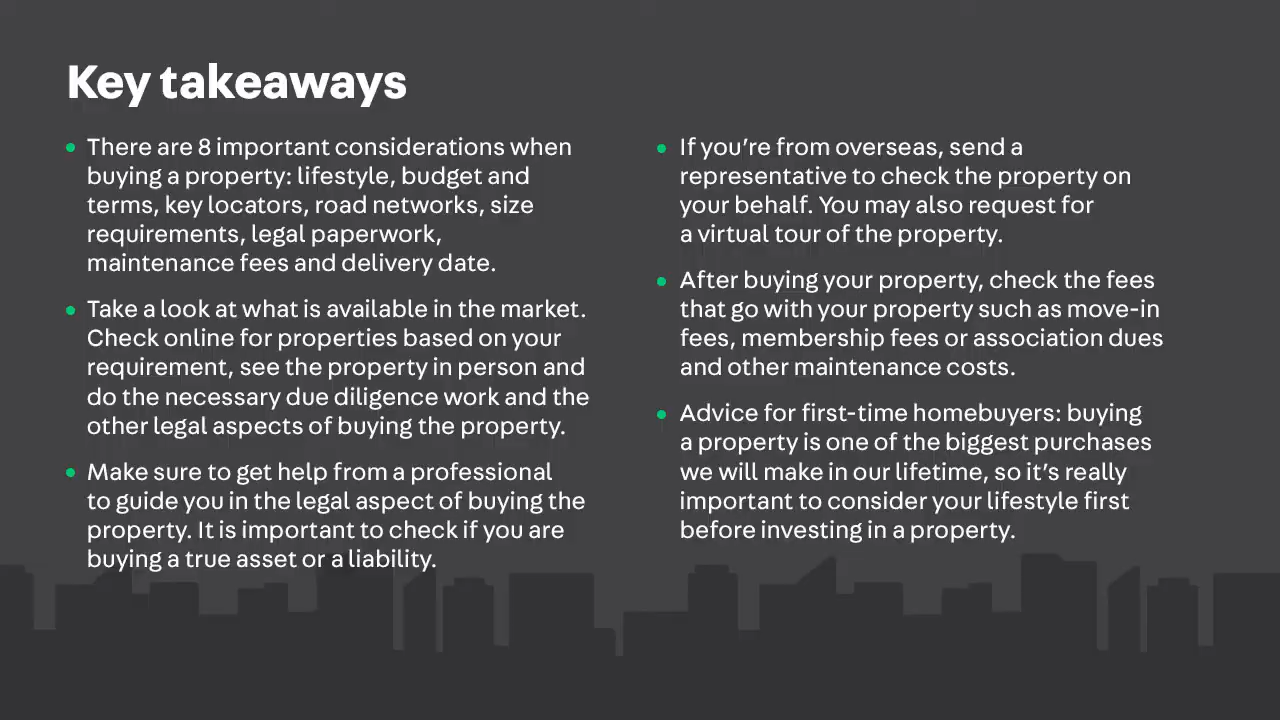 Key takeaways
There are 8 important considerations when
buying a property: lifestyle, budget and
terms, key locators, road networks, size
requirements, legal paperwork,
maintenance fees and delivery date.
Take a look at what is available in the market.
Check online for properties based on your
requirement, see the property in person and
do the necessary due diligence work and the
other legal aspects of buying the property.
Make sure to get help from a professional
to guide you in the legal aspect of buying the
property. It is important to check if you are
buying a true asset or a liability.
If you’re from overseas, send a
representative to check the property on
your behalf. You may also request for
a virtual tour of the property.
After buying your property, check the fees
that go with your property such as move-in
fees, membership fees or association dues
and other maintenance costs.
Advice for first-time homebuyers: buying
a property is one of the biggest purchases
we will make in our lifetime, so it’s really
important to consider your lifestyle first
before investing in a property.